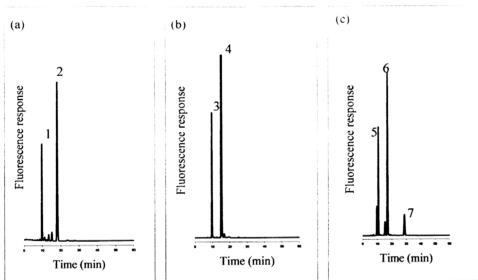 (a)
1
2
Fluorescence response
Time (min)
(b)
3
4
Fluorescence response
Time (min)
(c)
5
6
7
Fluorescence response
Time (min)